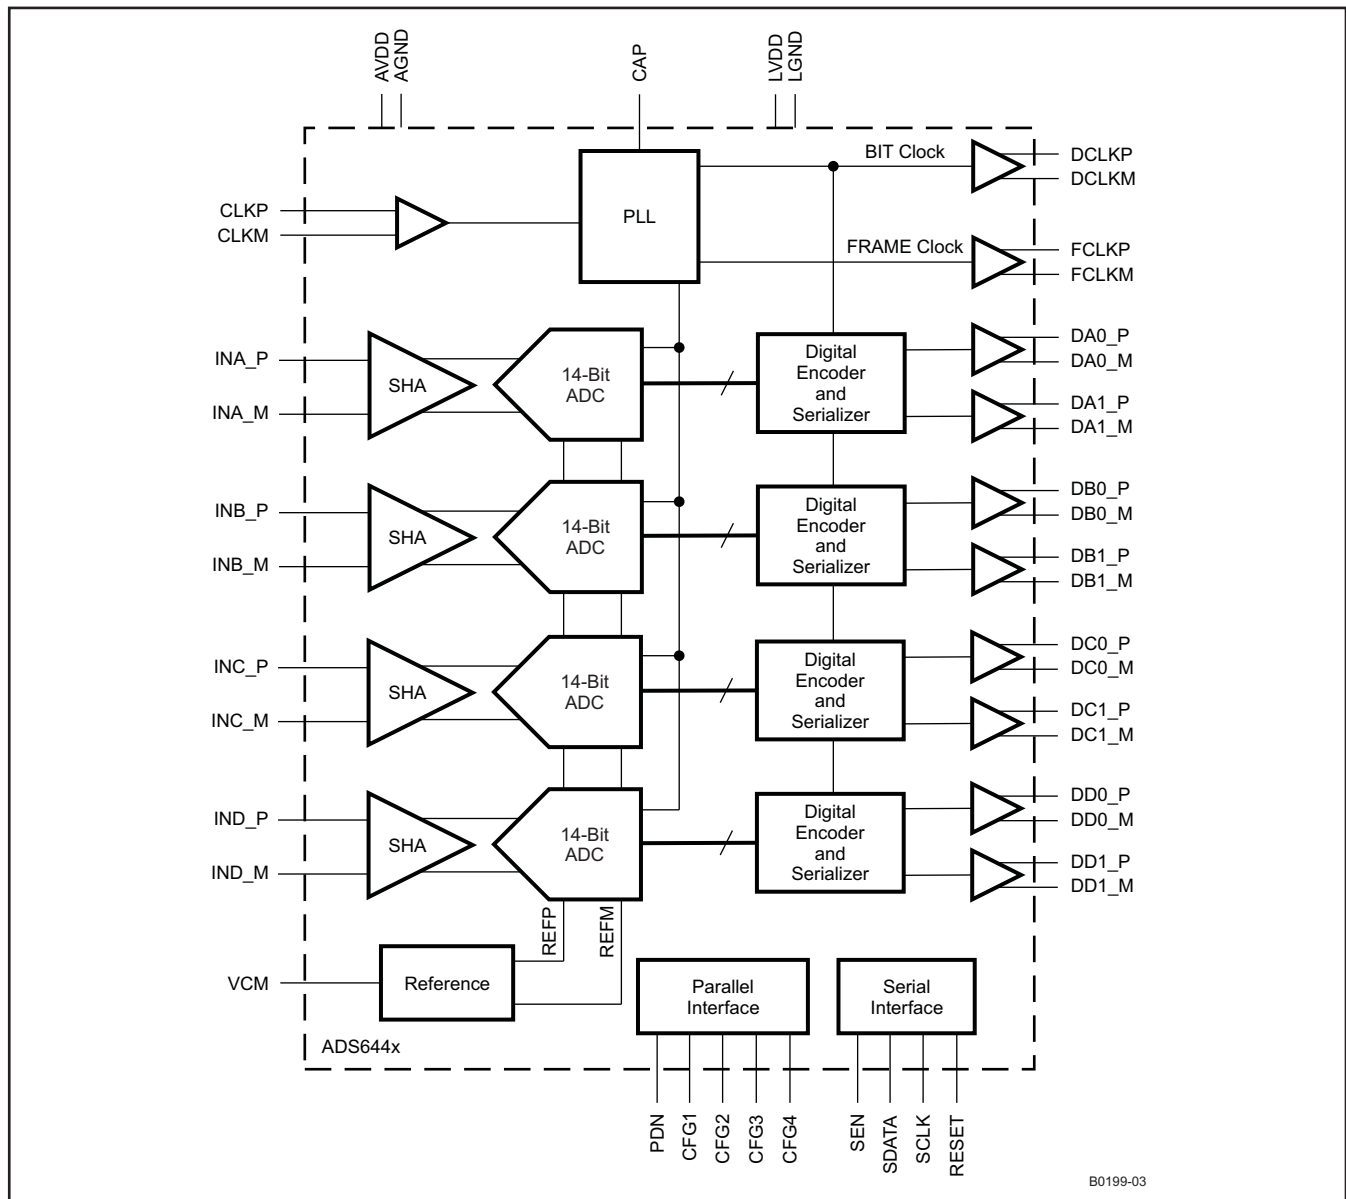 AVDD
AGND
CAP
LVDD
LGND
BIT Clock
DCLKP
DCLKM
CLKP
CLKM
PLL
FRAME Clock
FCLKP
FCLKM
INA_P
INA_M
SHA
14-Bit
ADC
Digital
Encoder
and
Serializer
DA0_P
DA0_M
DA1_P
DA1_M
INB_P
INB_M
SHA
14-Bit
ADC
Digital
Encoder
and
Serializer
DB0_P
DB0_M
DB1_P
DB1_M
INC_P
INC_M
SHA
14-Bit
ADC
Digital
Encoder
and
Serializer
DC0_P
DC0_M
DC1_P
DC1_M
IND_P
IND_M
SHA
14-Bit
ADC
Digital
Encoder
and
Serializer
DD0_P
DD0_M
DD1_P
DD1_M
REFP
REFM
VCM
Reference
Parallel
Interface
Serial
Interface
ADS644x
PDN
CFG1
CFG2
CFG3
CFG4
SEN
SDATA
SCLK
RESET
B0199-03